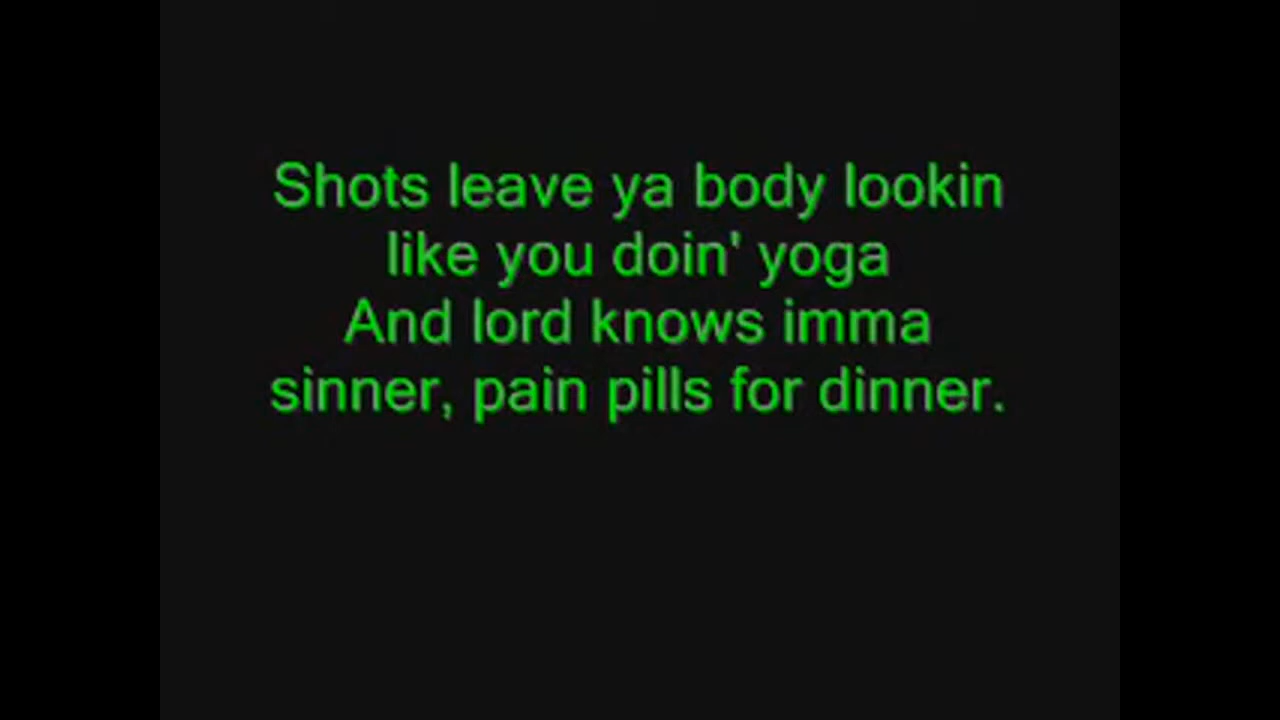 Shots leave ya body lookin
like you doin' yoga
And lord knows imma
sinner, pain pills for dinner.